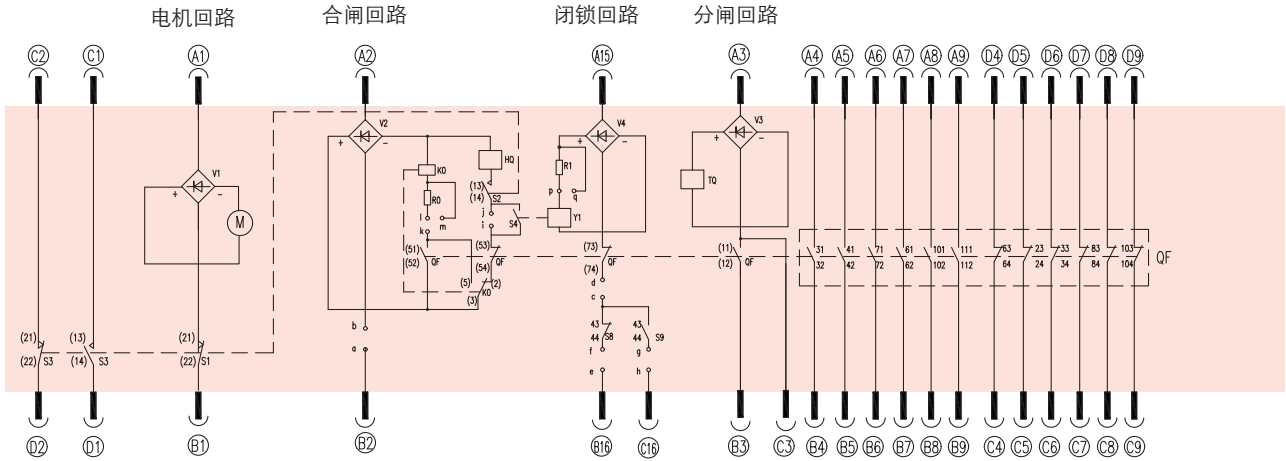 电机回路 合闸回路 闭锁回路 分闸回路
C2 C1 A1 A2 A15 A3 A4 A5 A6 A7 A8 A9 D4 D5 D6 D7 D8 D9
V2 V4 V3
+ - + - + -
HQ
K0 R1
V1 (13) TQ
+ - (14) S2 p q
R0
M l m j S4 Y1
k i
(51) (53) (73) (11) 31 41 71 61 101 111 63 23 33 83 103
(52) QF (54) QF (12) QF 32 42 72 62 102 112 64 24 34 84 104 QF
(74)
(5) (2) d
K0
(3) c
b 43 43
(21) (13) (21) 44 S8 44 S9
(22) S3 (14) S3 (22) S1 a f g
e h
D2 D1 B1 B2 B16 C16 B3 C3 B4 B5 B6 B7 B8 B9 C4 C5 C6 C7 C8 C9